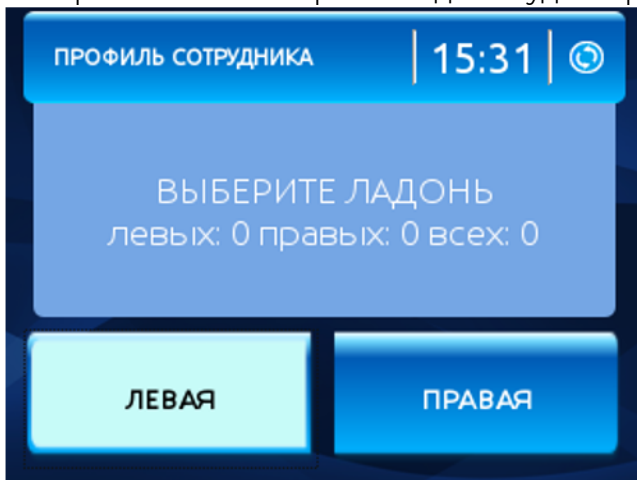 ПРОФИЛЬ СОТРУДНИКА
15:31
ВЫБЕРИТЕ ЛАДОНЬ
левых: 0 правых: 0 всех: 0
ЛЕВАЯ
ПРАВАЯ